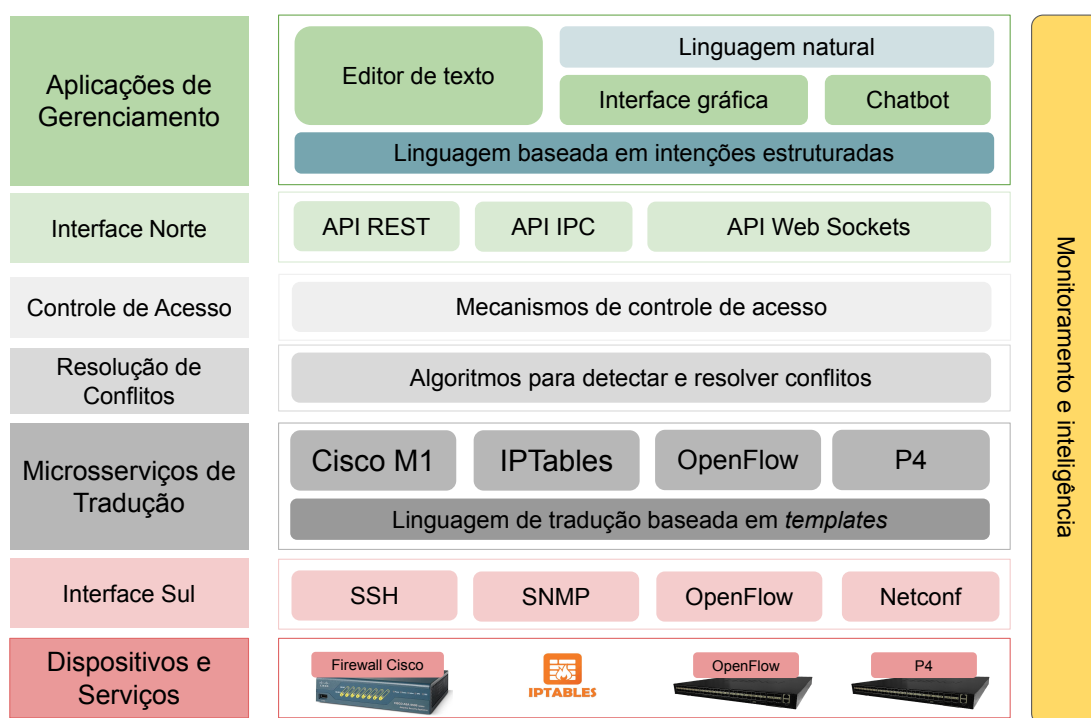 Aplicações de
Gerenciamento
Editor de texto
Linguagem natural
Interface gráfica
Chatbot
Linguagem baseada em intenções estruturadas
Interface Norte
API REST
API IPC
API Web Sockets
Controle de Acesso
Mecanismos de controle de acesso
Resolução de
Conflitos
Algoritmos para detectar e resolver conflitos
Microsserviços de
Tradução
Cisco M1
IPTables
OpenFlow
P4
Linguagem de tradução baseada em templates
Interface Sul
SSH
SNMP
OpenFlow
Netconf
Dispositivos e
Serviços
Firewall Cisco
IPTABLES
OpenFlow
P4
Monitoramento e inteligência